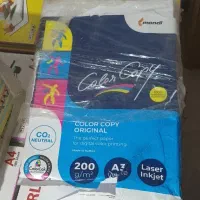 mondi
Color Copy
CO₂
NEUTRAL
COLOR COPY
ORIGINAL
The perfect paper
for digital color printing
200
g/m²
A3
Laser
Inkjet
A4